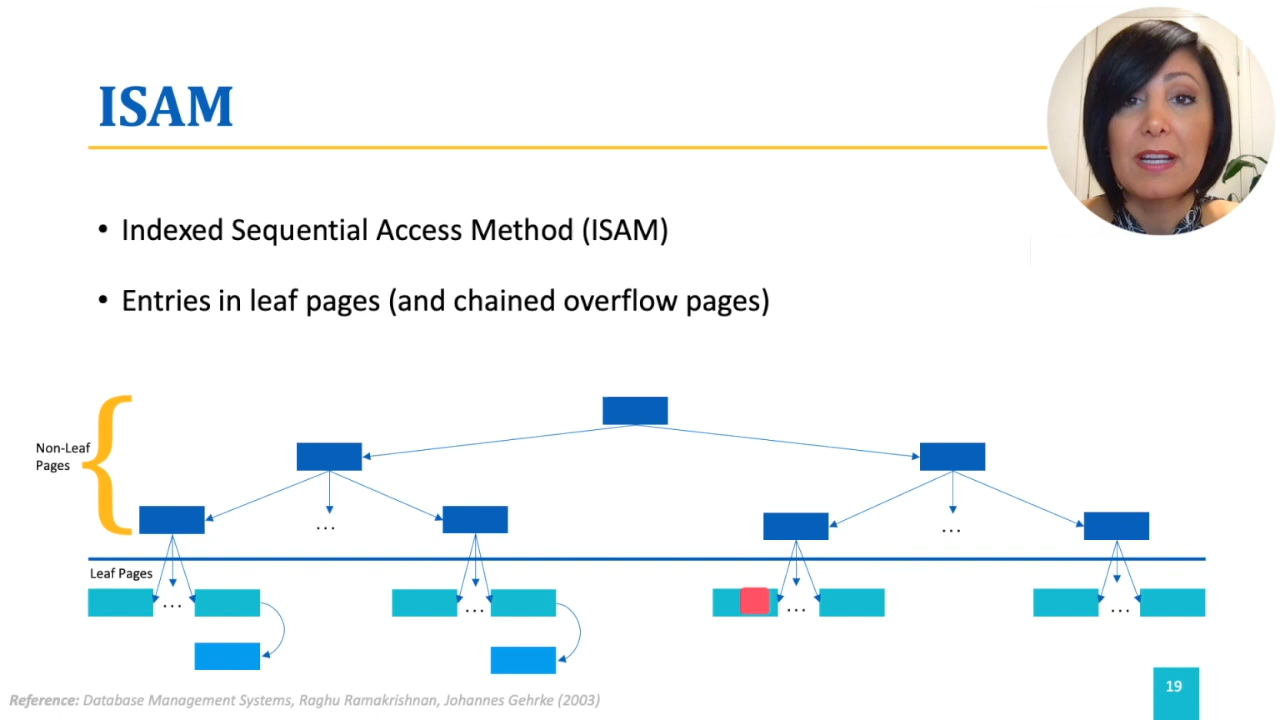 ISAM
• Indexed Sequential Access Method (ISAM)
• Entries in leaf pages (and chained overflow pages)
Non-Leaf
Pages
...
...
Leaf Pages
...
...
...
...
Reference: Database Management Systems, Raghu Ramakrishnan, Johannes Gehrke (2003)
19